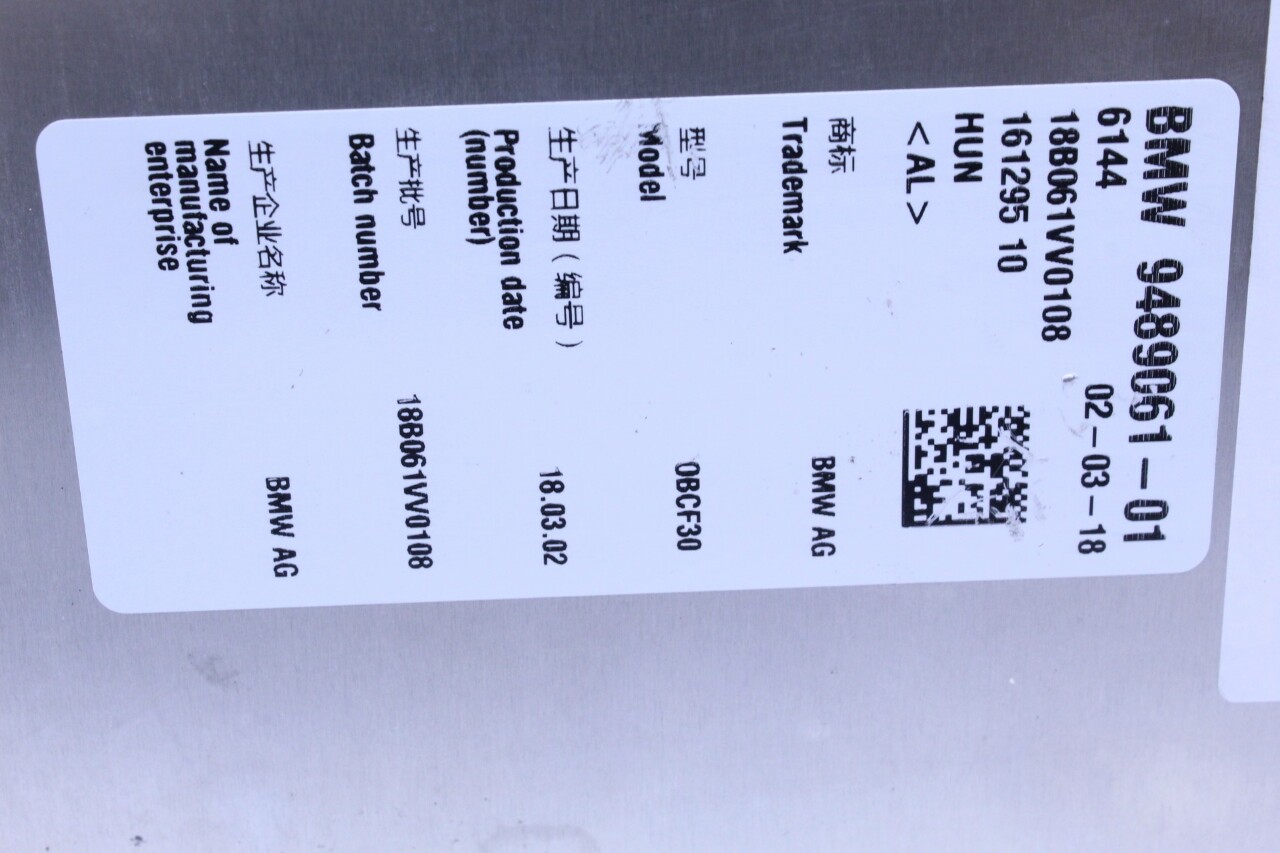 BMW 9489061-01
6144 02-03-18
18B061VV0108
161295 10
HUN
<AL>
商标
Trademark BMW AG
型号
Model 0BCF30
生产日期(编号)
Production date 18.03.02
(number)
生产批号 18B061VV0108
Batch number
生产企业名称 BMW AG
Name of
manufacturing
enterprise